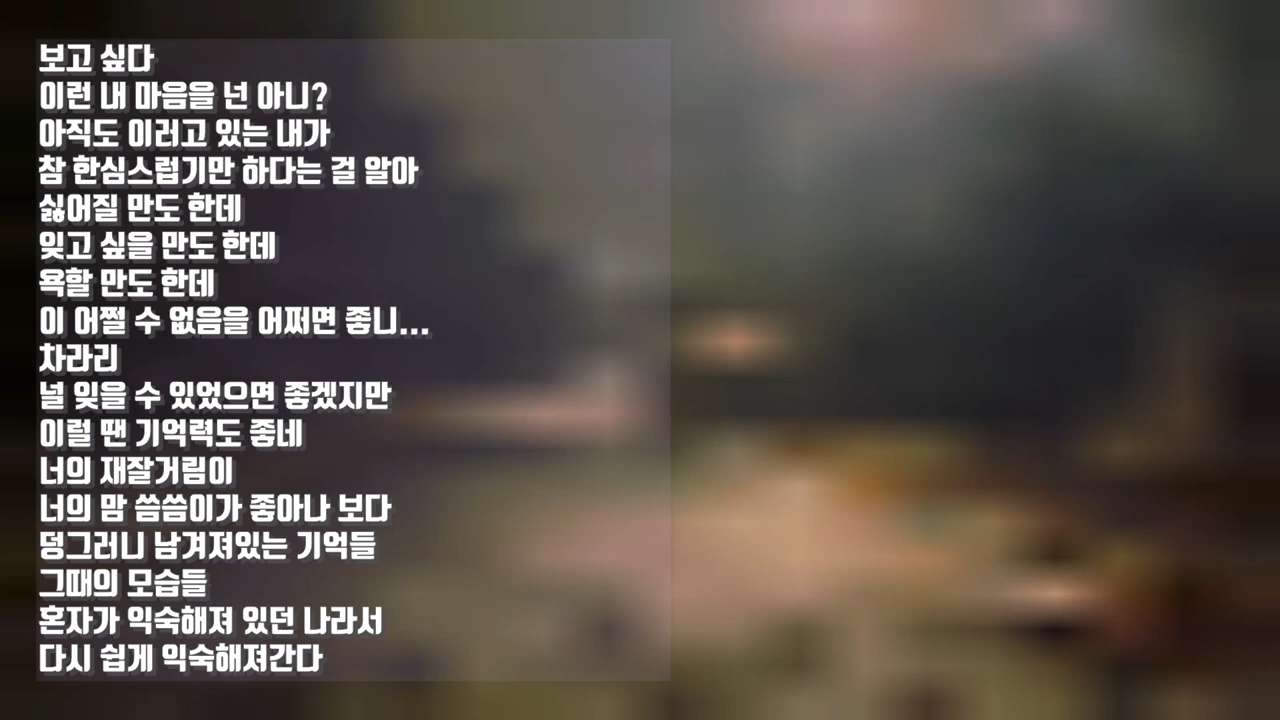 보고 싶다
이런 내 마음을 넌 아니?
아직도 이러고 있는 내가
참 한심스럽기만 하다는 걸 알아
싫어질 만도 한데
잊고 싶을 만도 한데
욕할 만도 한데
이 어쩔 수 없음을 어쩌면 좋니...
차라리
널 잊을 수 있었으면 좋겠지만
이럴 땐 기억력도 좋네
너의 재잘거림이
너의 맘 씀씀이가 좋아나 보다
덩그러니 남겨져있는 기억들
그때의 모습들
혼자가 익숙해져 있던 나라서
다시 쉽게 익숙해져간다